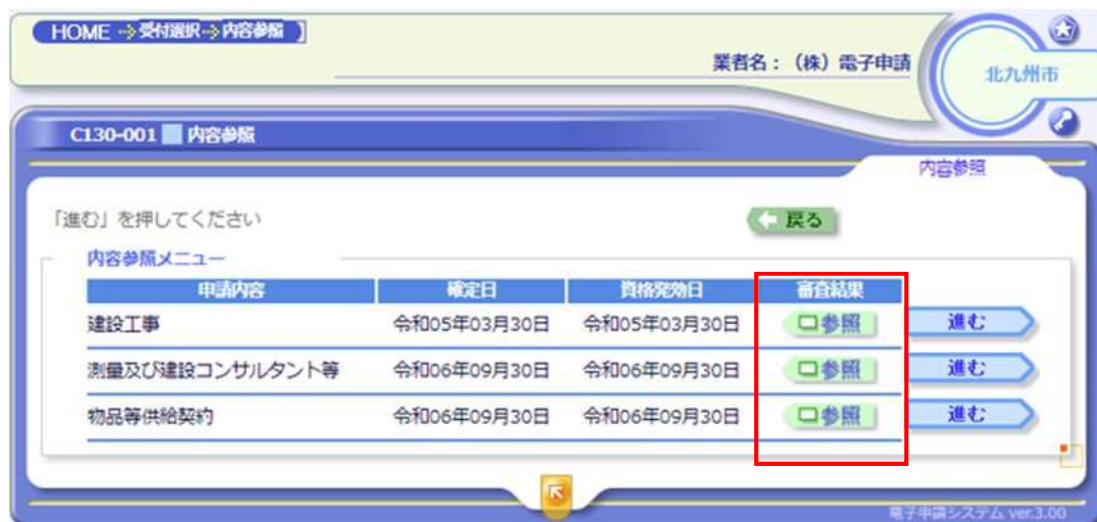 HOME 受付選択 内容参照 】
業者名：（株）電子申請
北九州市
C130-001 内容参照
内容参照
「進む」を押してください
戻る
内容参照メニュー
申請内容 確定日 資格発効日 審査結果
建設工事 令和05年03月30日 令和05年03月30日 参照 進む
測量及び建設コンサルタント等 令和06年09月30日 令和06年09月30日 参照 進む
物品等供給契約 令和06年09月30日 令和06年09月30日 参照 進む
電子申請システム ver.3.00